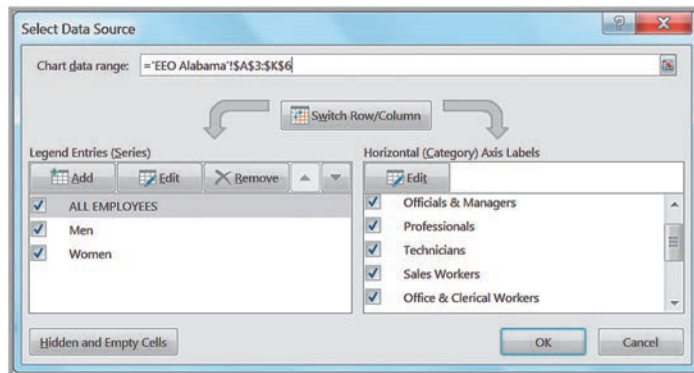 Select Data Source
? X
Chart data range: ='EEO Alabama'!$A$3:$K$6
Switch Row/Column
Legend Entries (Series)
Add Edit Remove
ALL EMPLOYEES
Men
Women
Horizontal (Category) Axis Labels
Edit
Officials & Managers
Professionals
Technicians
Sales Workers
Office & Clerical Workers
Hidden and Empty Cells
OK Cancel